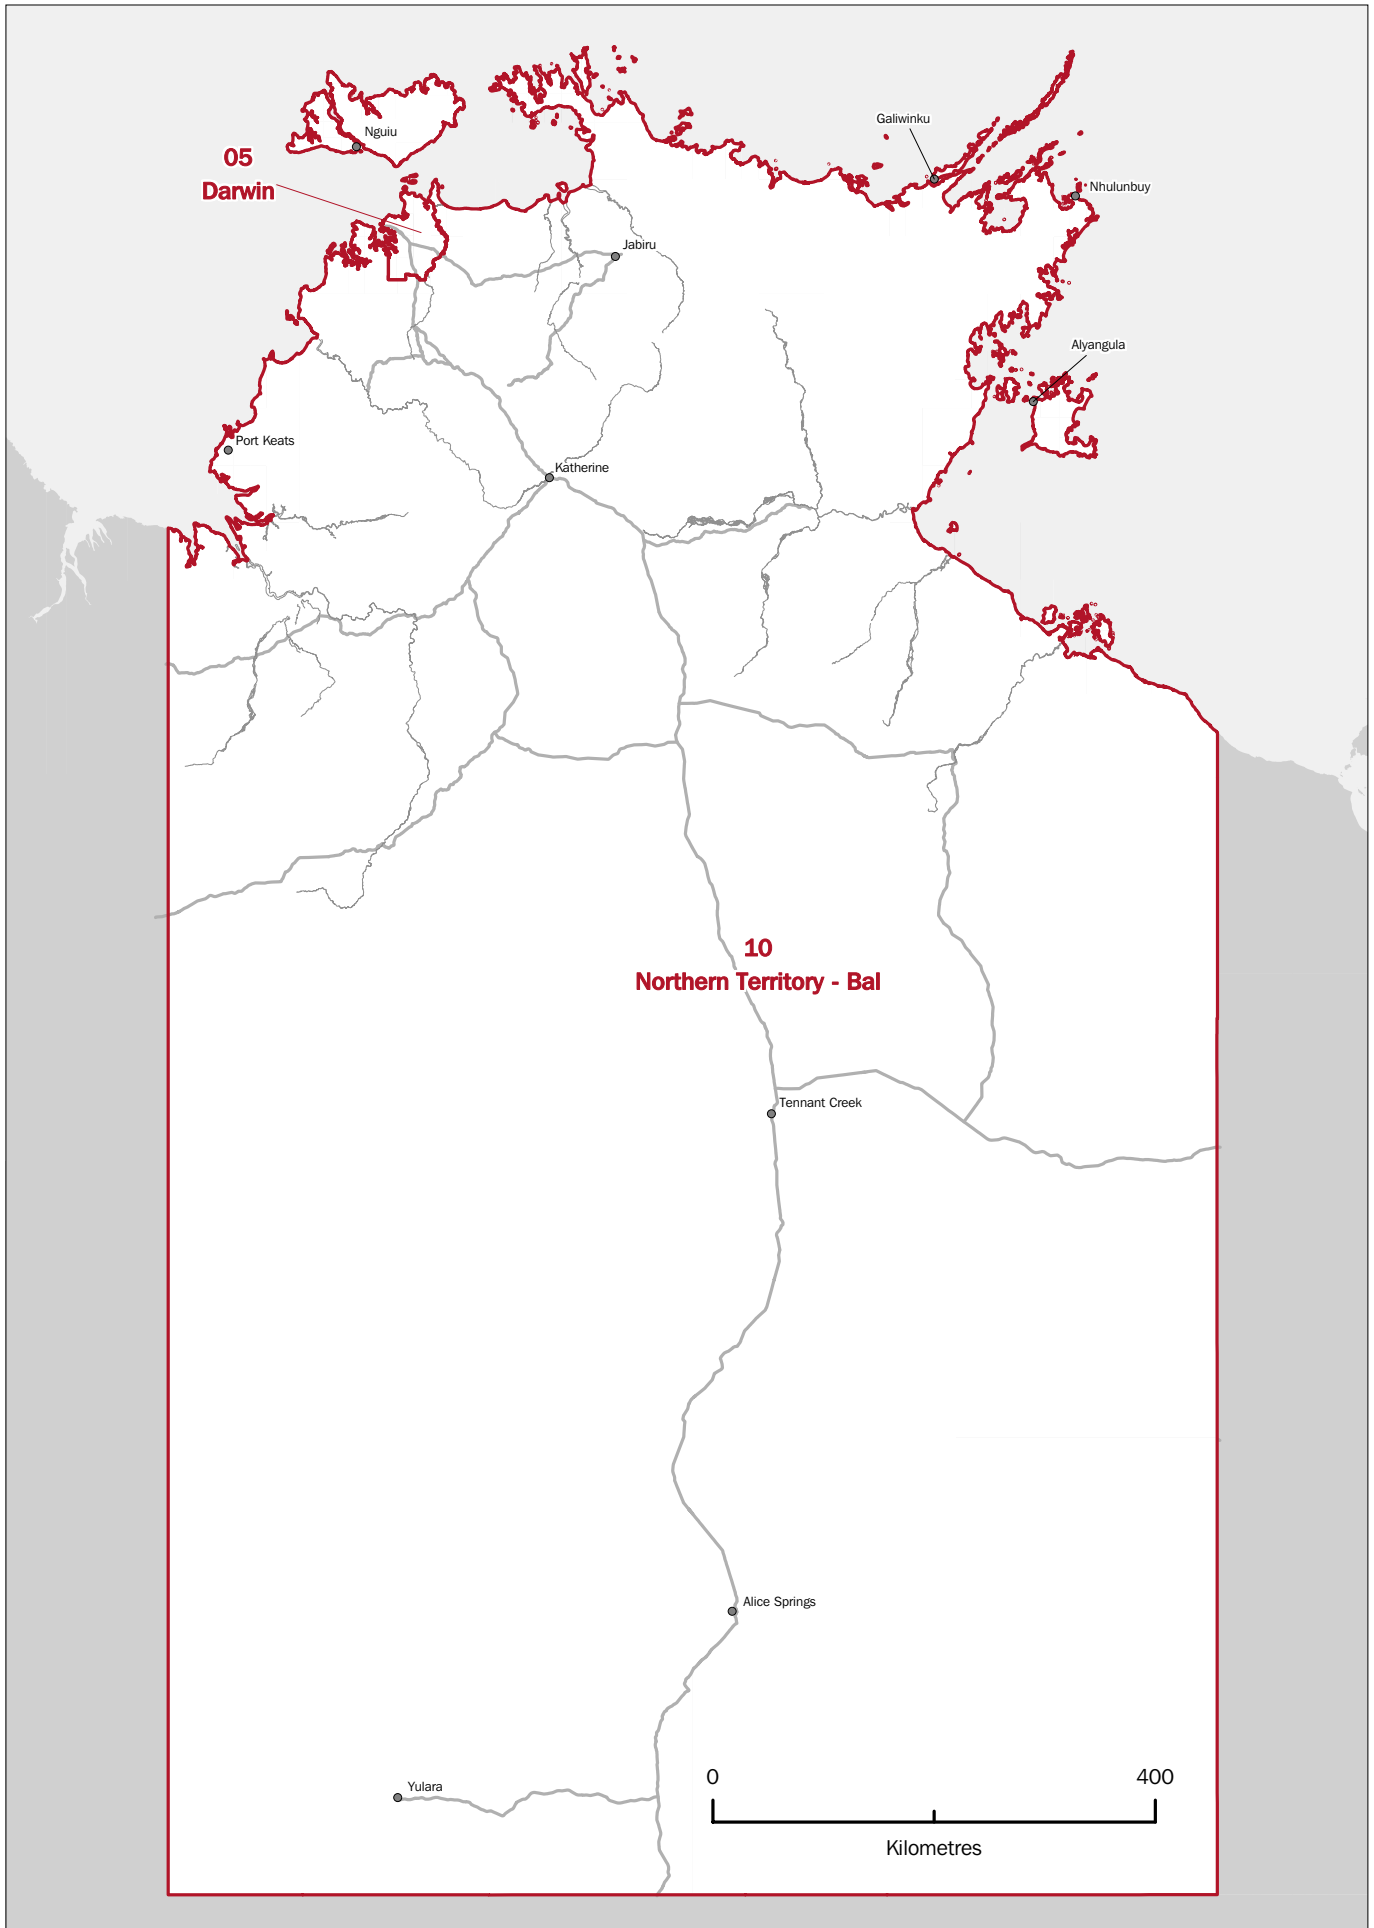 Galiwinku
Nguiu
05
Darwin
Nhulunbuy
Jabiru
Alyangula
Port Keats
Katherine
10
Northern Territory - Bal
Tennant Creek
Alice Springs
Yulara
0
400
Kilometres